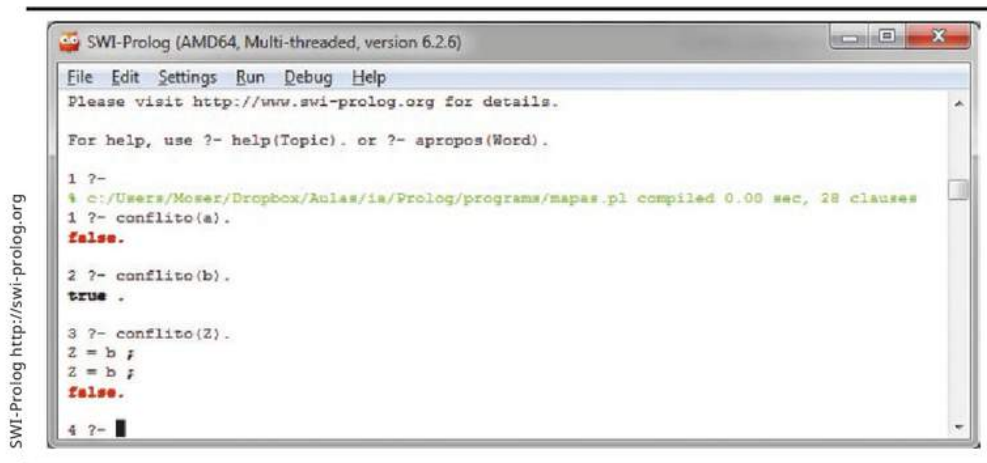 SWI-Prolog (AMD64, Multi-threaded, version 6.2.6)
File Edit Settings Run Debug Help
Please visit http://www.swi-prolog.org for details.
For help, use ?- help(Topic). or ?- apropos(Word).
1 ?-
% c:/Users/Moser/Dropbox/Aulas/ia/Prolog/programs/mapas.pl compiled 0.00 sec, 28 clauses
1 ?- conflito(a).
false.
2 ?- conflito(b).
true .
3 ?- conflito(Z).
Z = b ;
Z = b ;
false.
4 ?-
SWI-Prolog http://swi-prolog.org